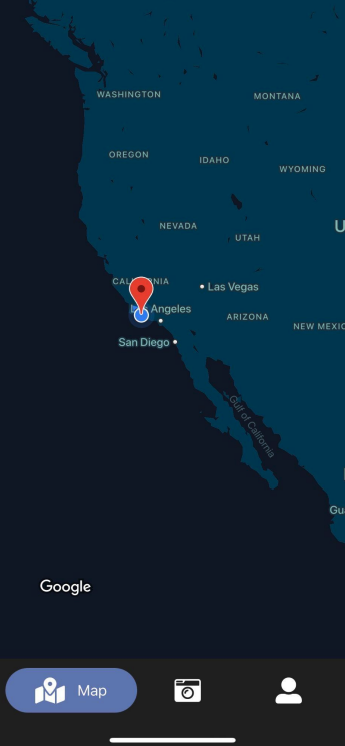 WASHINGTON
MONTANA
OREGON
IDAHO
WYOMING
NEVADA
UTAH
CALIFORNIA
Las Vegas
Los Angeles
ARIZONA
NEW MEXIC
San Diego
Gulf of California
Gu
Google
Map